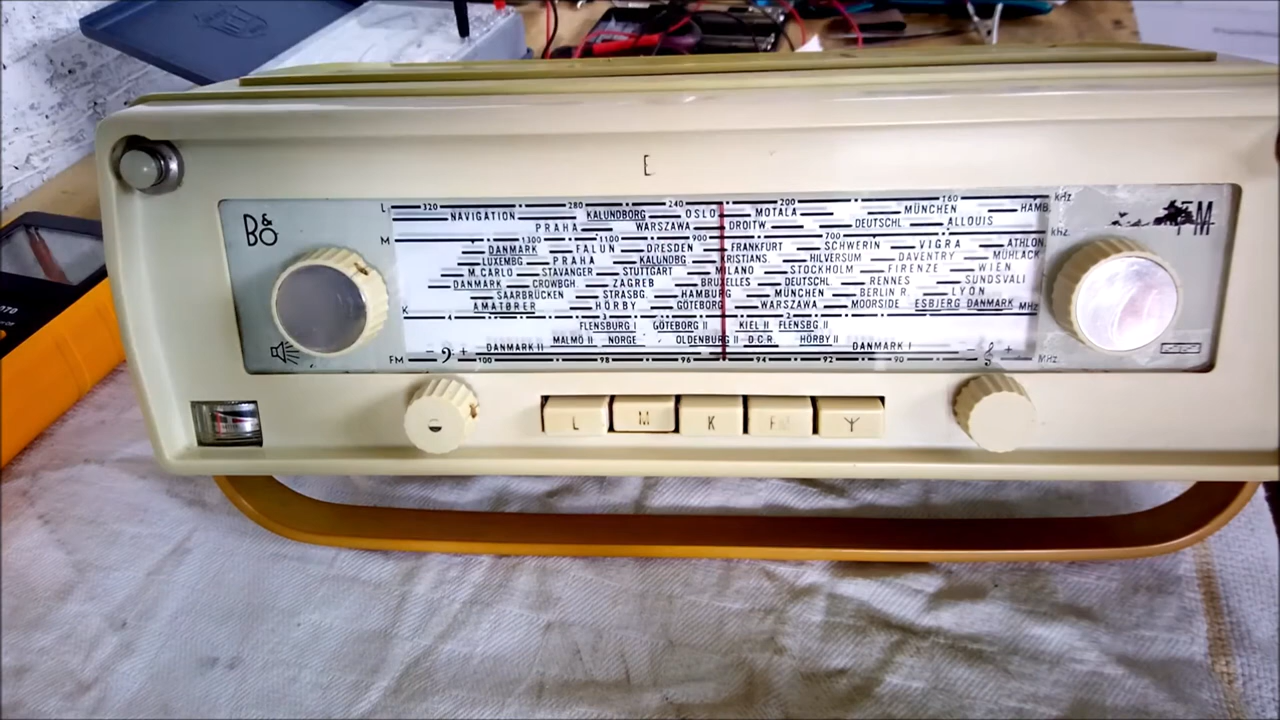 E
B&O
L 320 280 240 200 160 kHz
NAVIGATION KALUNDBORG OSLO MOTALA MÜNCHEN HAMB.
PRAHA WARSZAWA DROITW DEUTSCHL ALLOUIS
M 1300 1100 900 700 kHz
DANMARK FALUN DRESDEN FRANKFURT SCHWERIN VIGRA ATHLON.
LUXEMBG PRAHA KALUNDBG RISTIANS. HILVERSUM DAVENTRY MÜHLACK
M.CARLO STAVANGER STUTTGART MILANO STOCKHOLM FIRENZE WIEN
DANMARK CROWBGH ZAGREB BRUXELLES DEUTSCHL. RENNES SUNDSVALL
SAARBRÜCKEN STRASBG. HAMBURG MÜNCHEN BERLIN R. LYON
AMATØRER HÖRBY GÖTEBORG WARSZAWA MOORSIDE ESBJERG DANMARK MHz
K 4 3 2
FLENSBURG I GÖTEBORG II KIEL II FLENSBG. II
MALMÖ II NORGE OLDENBURG II D.C.R. HÖRBY II DANMARK I
DANMARK II
FM - + 100 98 96 94 92 90 - + MHz
L M K FM